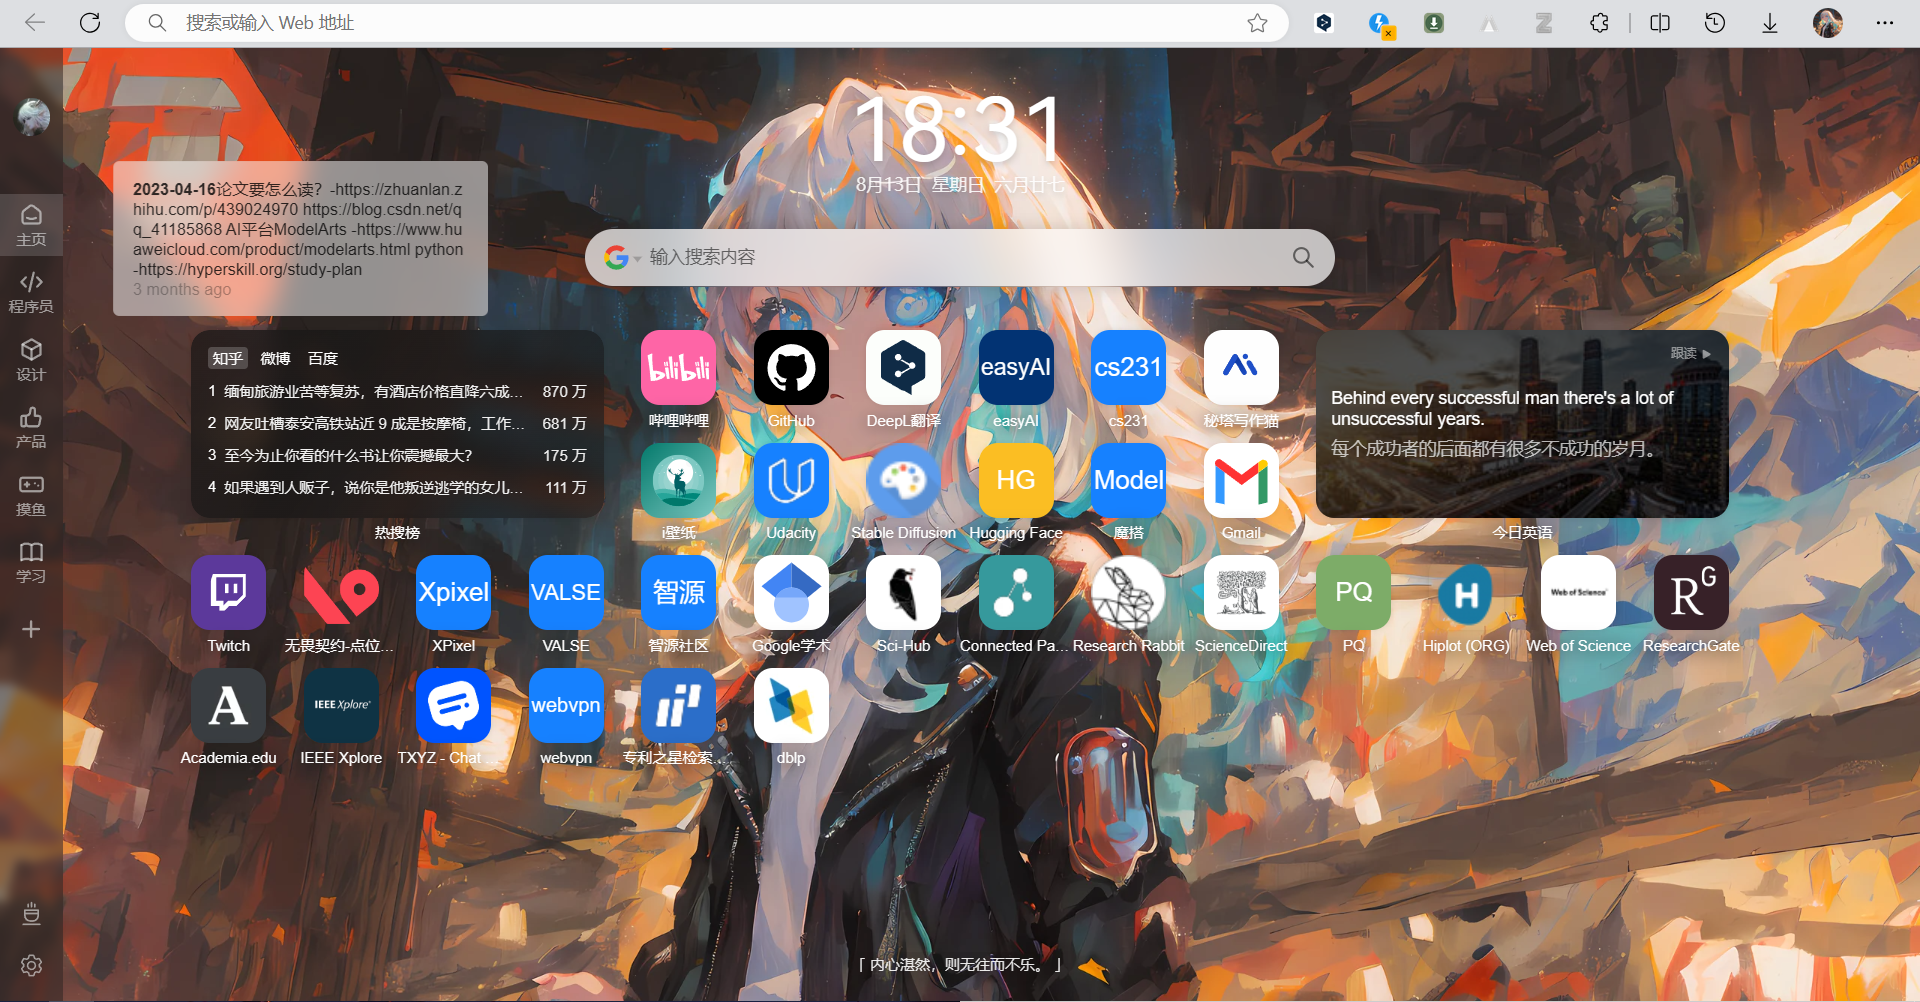 搜索或输入 Web 地址
18:31
8月13日 星期日 六月廿七
2023-04-16论文要怎么读? -https://zhuanlan.z
hihu.com/p/439024970 https://blog.csdn.net/q
q_41185868 AI平台ModelArts -https://www.hu
aweicloud.com/product/modelarts.html python
-https://hyperskill.org/study-plan
3 months ago
输入搜索内容
主页
程序员
设计
产品
摸鱼
学习
知乎 微博 百度
1 缅甸旅游业苦等复苏，有酒店价格直降六成... 870 万
2 网友吐槽泰安高铁站近 9 成是按摩椅，工作... 681 万
3 至今为止你看的什么书让你震撼最大? 175 万
4 如果遇到人贩子，说你是他叛逆逃学的女儿... 111 万
热搜榜
bilibili
easyAI
cs231
哔哩哔哩
GitHub
DeepL翻译
easyAI
cs231
秘塔写作猫
HG
Model
i壁纸
Udacity
Stable Diffusion
Hugging Face
魔搭
Gmail
跟读
Behind every successful man there's a lot of
unsuccessful years.
每个成功者的后面都有很多不成功的岁月。
今日英语
Xpixel
VALSE
智源
PQ
H
Web of Science
RG
Twitch
无畏契约-点位...
XPixel
VALSE
智源社区
Google学术
Sci-Hub
Connected Pa...
Research Rabbit
ScienceDirect
PQ
Hiplot (ORG)
Web of Science
ResearchGate
A
IEEE Xplore
webvpn
Academia.edu
IEEE Xplore
TXYZ - Chat ...
webvpn
专利之星检索...
dblp
「 内心湛然，则无往而不乐。 」